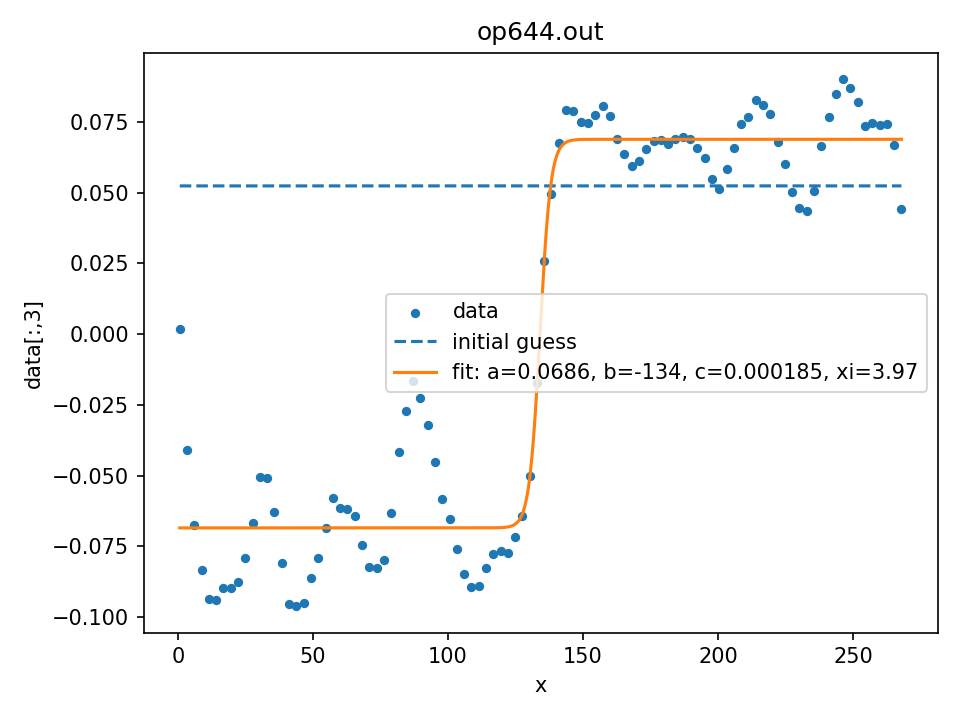 op644.out
data[:,3]
0.075
0.050
0.025
0.000
−0.025
−0.050
−0.075
−0.100
data
initial guess
fit: a=0.0686, b=-134, c=0.000185, xi=3.97
0 50 100 150 200 250
x